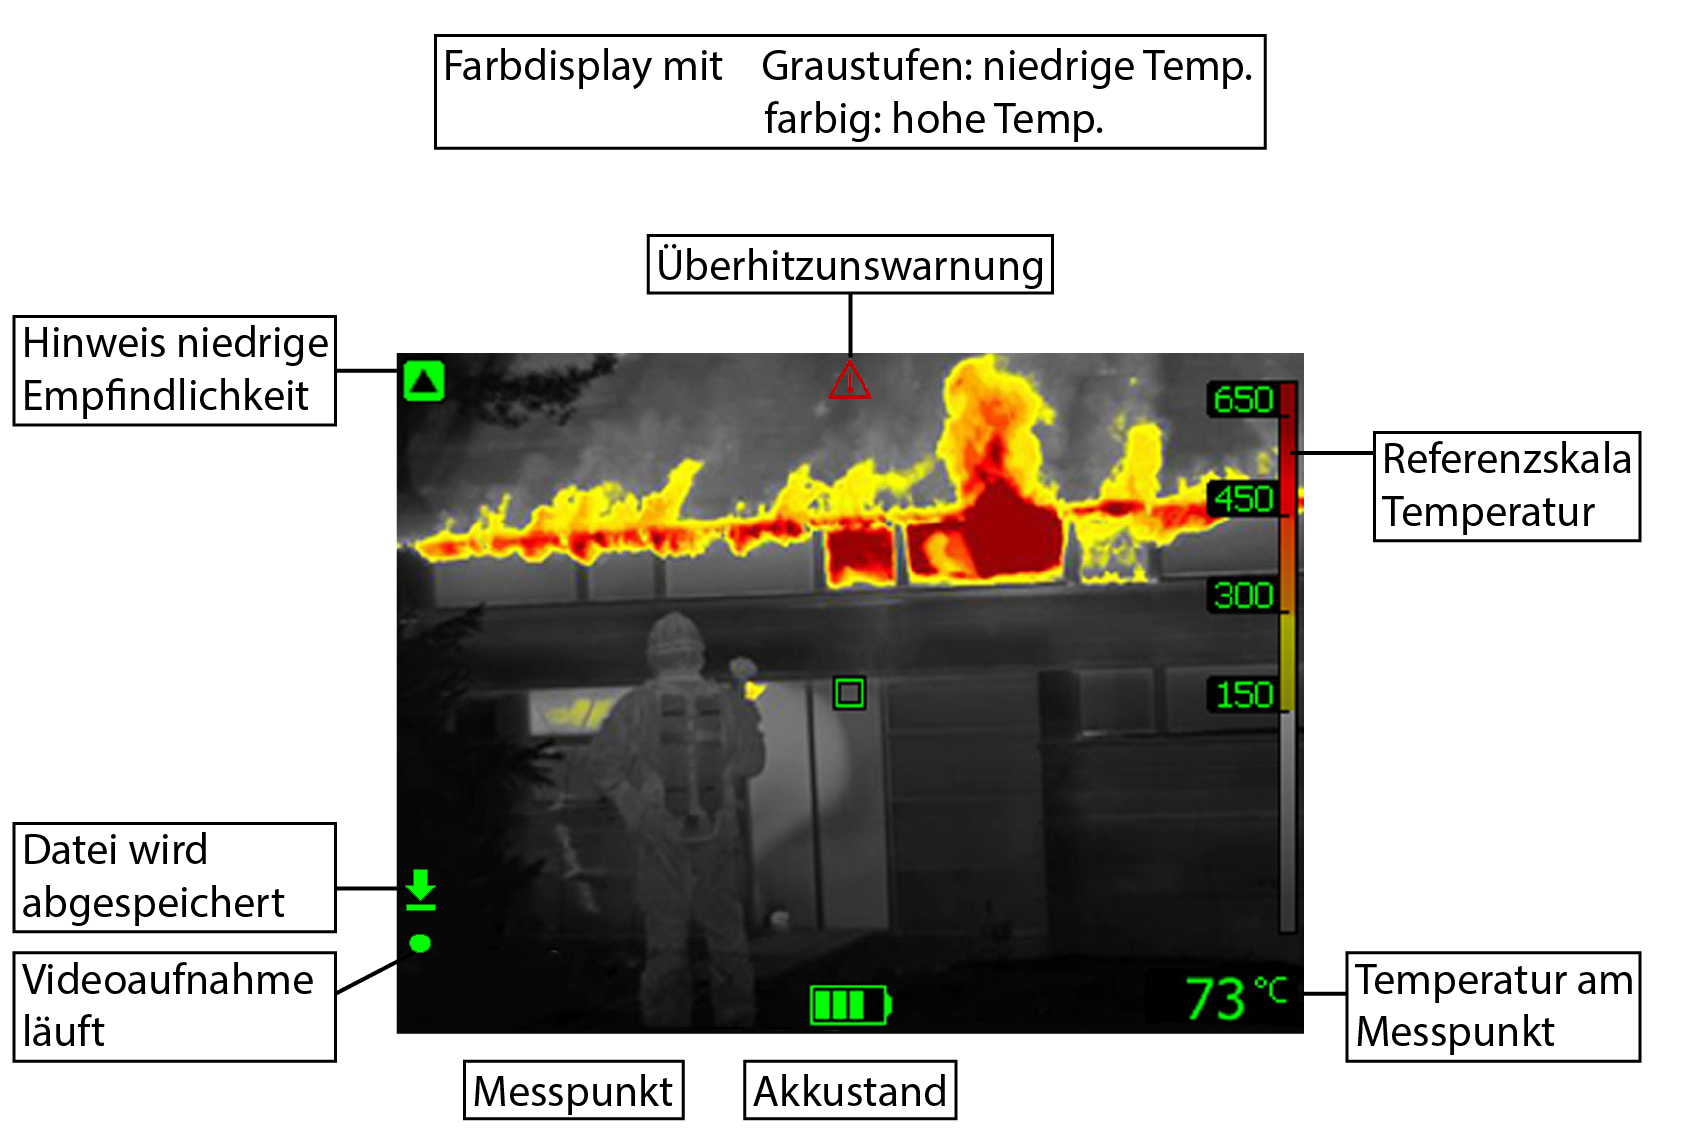 Farbdisplay mit Graustufen: niedrige Temp.
farbig: hohe Temp.
Überhitzunswarnung
Hinweis niedrige
Empfindlichkeit
650
Referenzskala
Temperatur
450
300
150
Datei wird
abgespeichert
Videoaufnahme
läuft
73 °C
Temperatur am
Messpunkt
Messpunkt
Akkustand